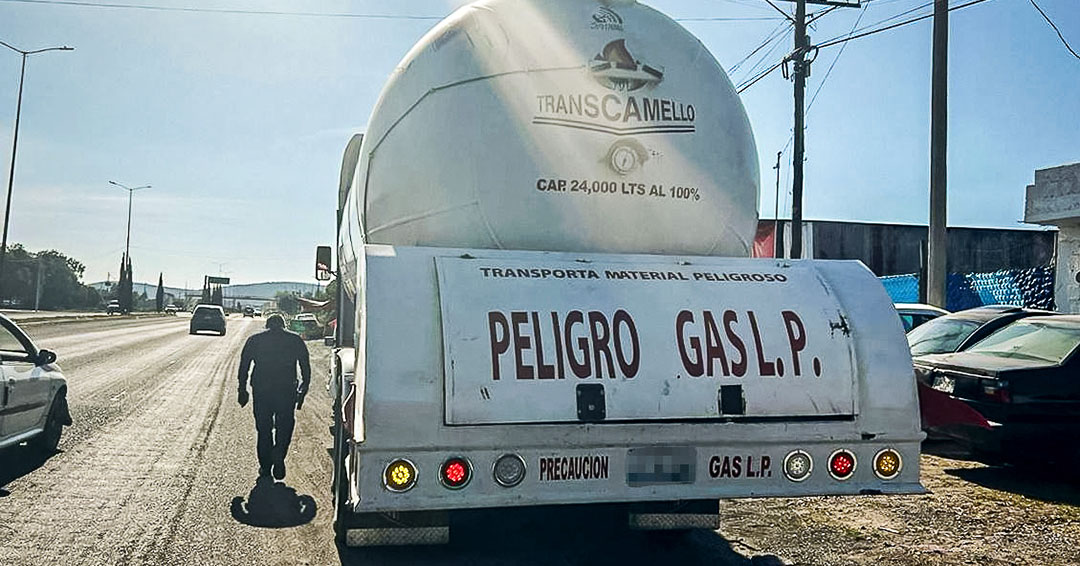 TRANSCAMELLO
CAP. 24,000 LTS AL 100%
TRANSPORTA MATERIAL PELIGROSO
PELIGRO GAS L. P.
PRECAUCION GAS L.P.